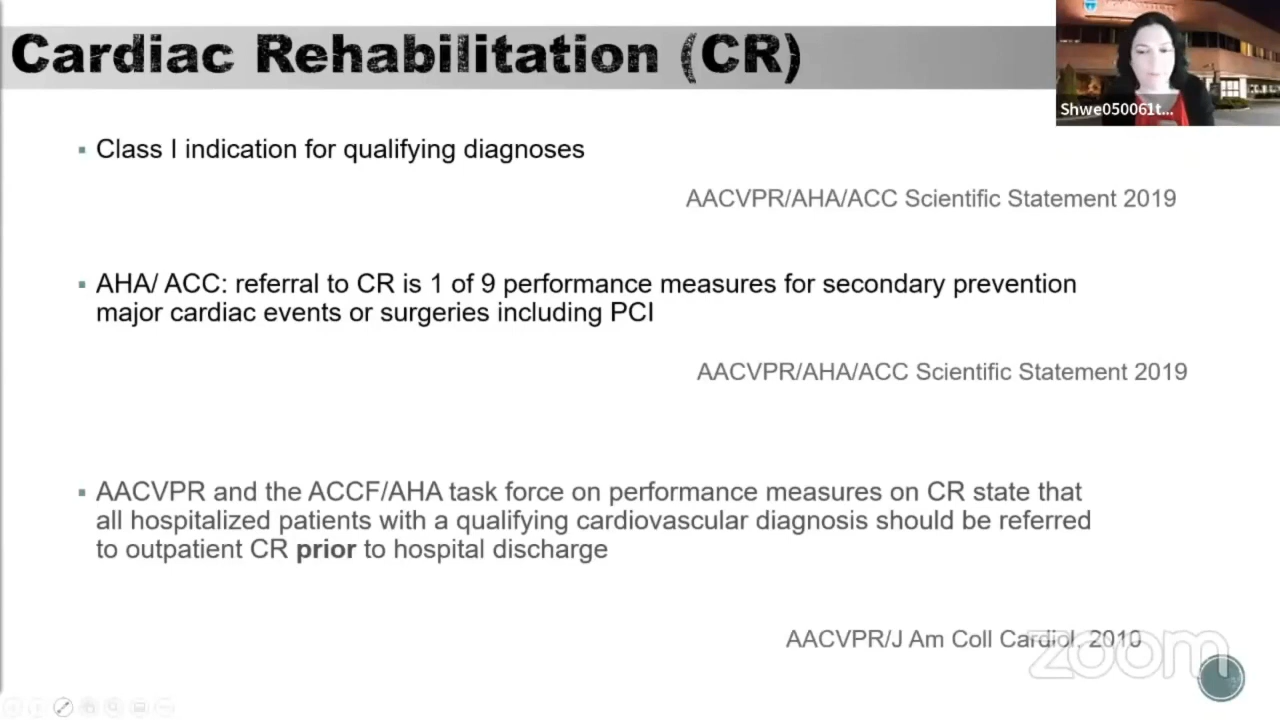 Cardiac Rehabilitation (CR)
Shwe050061t...
▪ Class I indication for qualifying diagnoses
AACVPR/AHA/ACC Scientific Statement 2019
▪ AHA/ ACC: referral to CR is 1 of 9 performance measures for secondary prevention
major cardiac events or surgeries including PCI
AACVPR/AHA/ACC Scientific Statement 2019
▪ AACVPR and the ACCF/AHA task force on performance measures on CR state that
all hospitalized patients with a qualifying cardiovascular diagnosis should be referred
to outpatient CR prior to hospital discharge
AACVPR/J Am Coll Cardiol. 2010
zoom